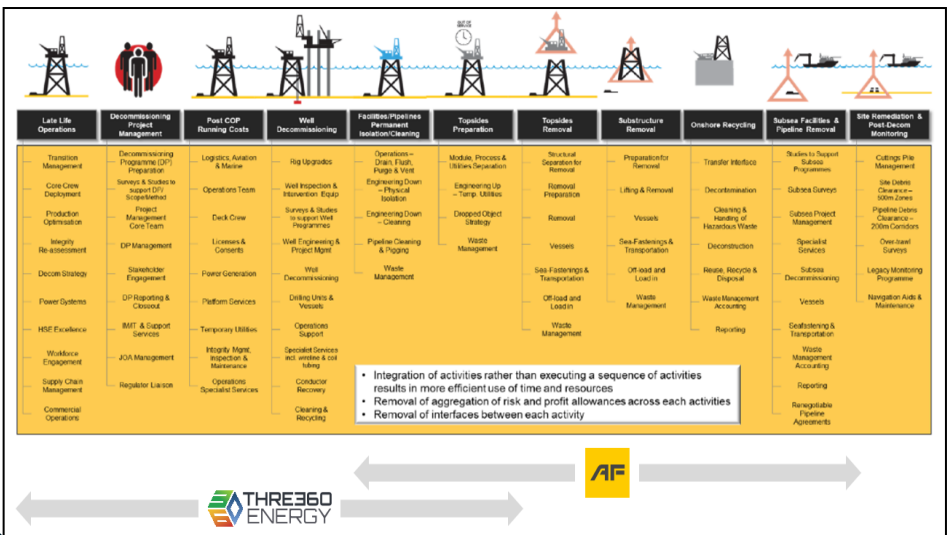 Late Life
Operations
Decommissioning
Project
Management
Post COP
Running Costs
Well
Decommissioning
Facilities/Pipelines
Permanent
Isolation/Cleaning
Topsides
Preparation
Topsides
Removal
Substructure
Removal
Onshore Recycling
Subsea Facilities &
Pipeline Removal
Site Remediation &
Post-Decom
Monitoring
Transition
Management
Core Crew
Deployment
Production
Optimisation
Integrity
Re-assessment
Decom Strategy
Power Systems
HSE Excellence
Workforce
Engagement
Supply Chain
Management
Commercial
Operations
Decommissioning
Programme (DP)
Preparation
Surveys & Studies to
support DP/
Scope/Method
Project
Management
Core Team
DP Management
Stakeholder
Engagement
DP Reporting &
Closeout
IM/IT & Support
Services
JOA Management
Regulator Liaison
Logistics, Aviation
& Marine
Operations Team
Deck Crew
Licenses &
Consents
Power Generation
Platform Services
Temporary Utilities
Integrity Mgmt,
Inspection &
Maintenance
Operations
Specialist Services
Rig Upgrades
Well Inspection &
Intervention Equip
Surveys & Studies
to support Well
Programmes
Well Engineering &
Project Mgmt
Well
Decommissioning
Drilling Units &
Vessels
Operations
Support
Specialist Services
incl. wireline & coil
tubing
Conductor
Recovery
Cleaning &
Recycling
Operations –
Drain, Flush,
Purge & Vent
Engineering Down
– Physical
Isolation
Engineering Down
– Cleaning
Pipeline Cleaning
& Pigging
Waste
Management
Module, Process &
Utilities Separation
Engineering Up
– Temp. Utilities
Dropped Object
Strategy
Waste
Management
Structural
Separation for
Removal
Removal
Preparation
Removal
Vessels
Sea-Fastenings &
Transportation
Off-load and
Load in
Waste
Management
Preparation for
Removal
Lifting & Removal
Vessels
Sea-Fastenings &
Transportation
Off-load and
Load in
Waste
Management
Transfer Interface
Decontamination
Cleaning &
Handling of
Hazardous Waste
Deconstruction
Reuse, Recycle &
Disposal
Waste Management
Accounting
Reporting
Studies to Support
Subsea
Programmes
Subsea Surveys
Subsea Project
Management
Specialist
Services
Subsea
Decommissioning
Vessels
Seafastening &
Transportation
Waste
Management
Accounting
Reporting
Renegotiable
Pipeline
Agreements
Cuttings Pile
Management
Site Debris
Clearance –
500m Zones
Pipeline Debris
Clearance –
200m Corridors
Over-trawl
Surveys
Legacy Monitoring
Programme
Navigation Aids &
Maintenance
• Integration of activities rather than executing a sequence of activities
results in more efficient use of time and resources
• Removal of aggregation of risk and profit allowances across each activities
• Removal of interfaces between each activity
AF
THRE360
ENERGY